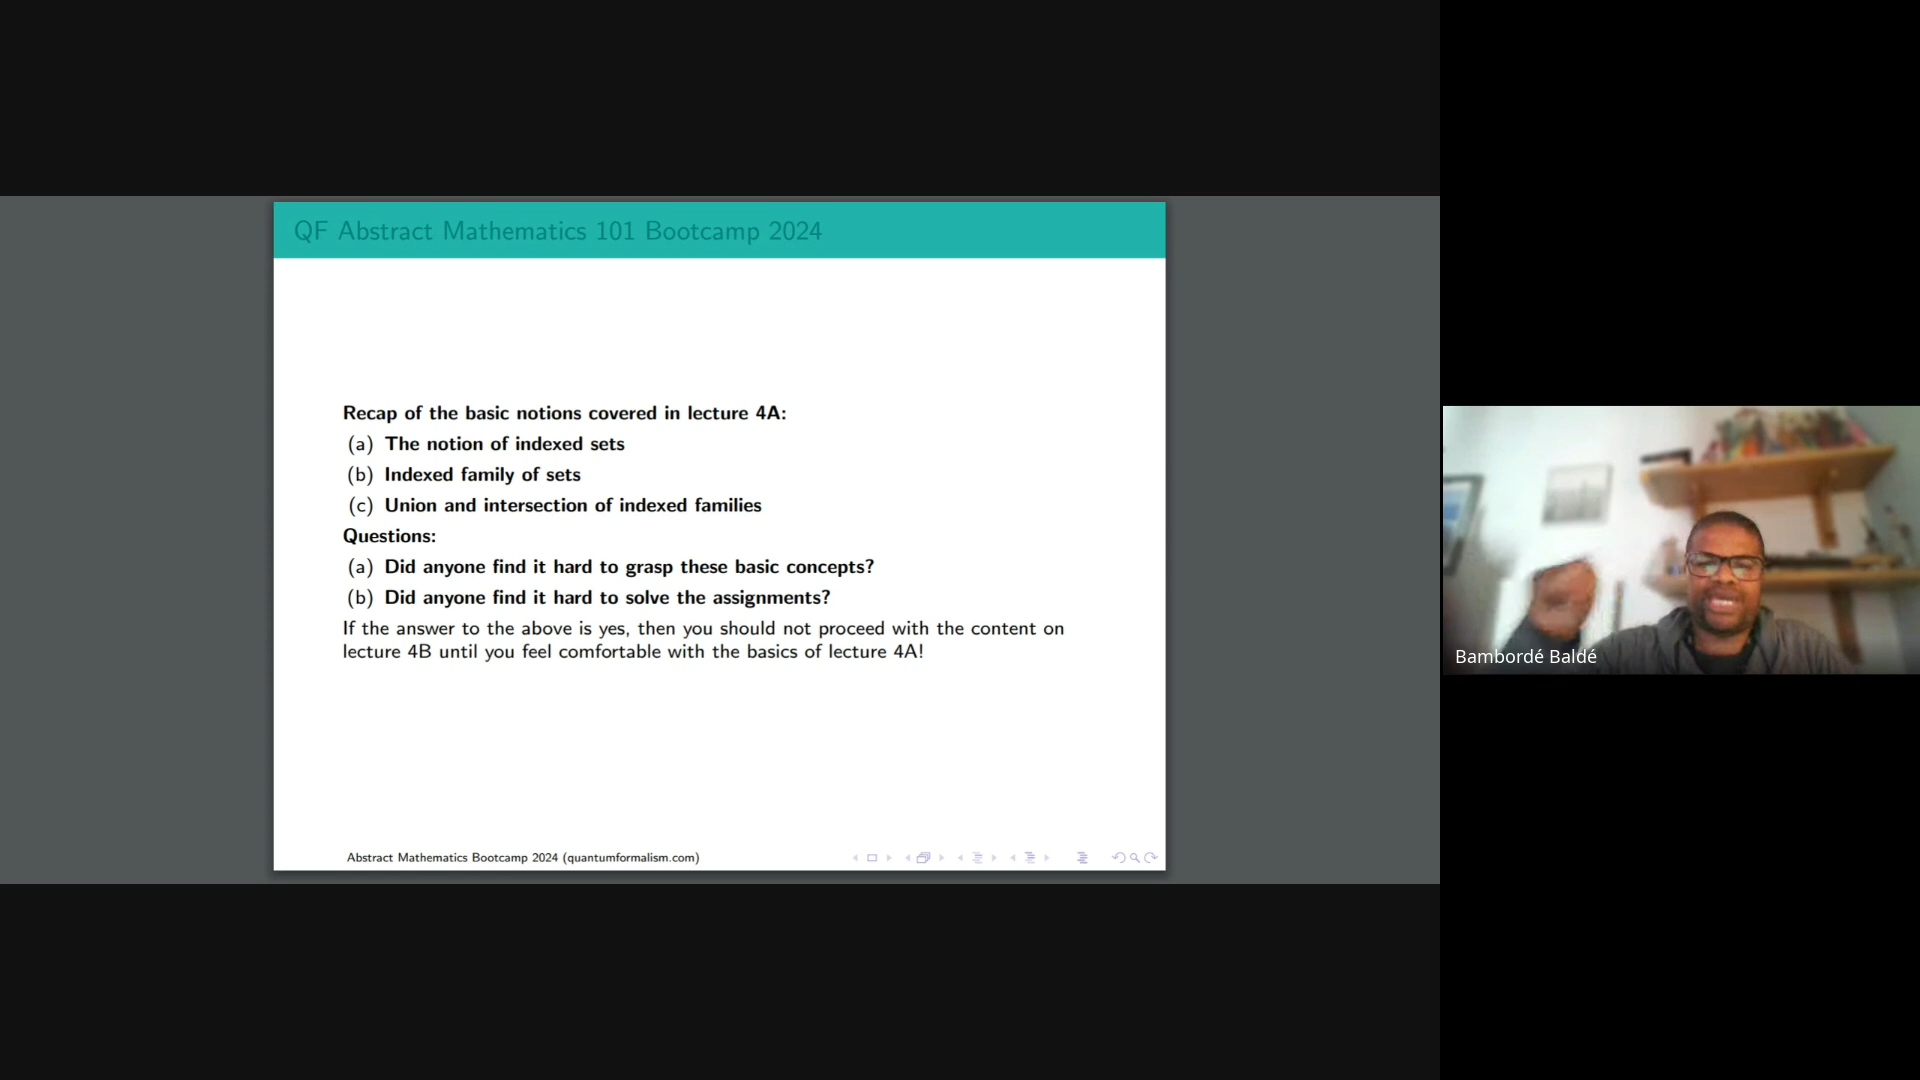 QF Abstract Mathematics 101 Bootcamp 2024
Recap of the basic notions covered in lecture 4A:
(a) The notion of indexed sets
(b) Indexed family of sets
(c) Union and intersection of indexed families
Questions:
(a) Did anyone find it hard to grasp these basic concepts?
(b) Did anyone find it hard to solve the assignments?
If the answer to the above is yes, then you should not proceed with the content on
lecture 4B until you feel comfortable with the basics of lecture 4A!
Abstract Mathematics Bootcamp 2024 (quantumformalism.com)
Bambordé Baldé